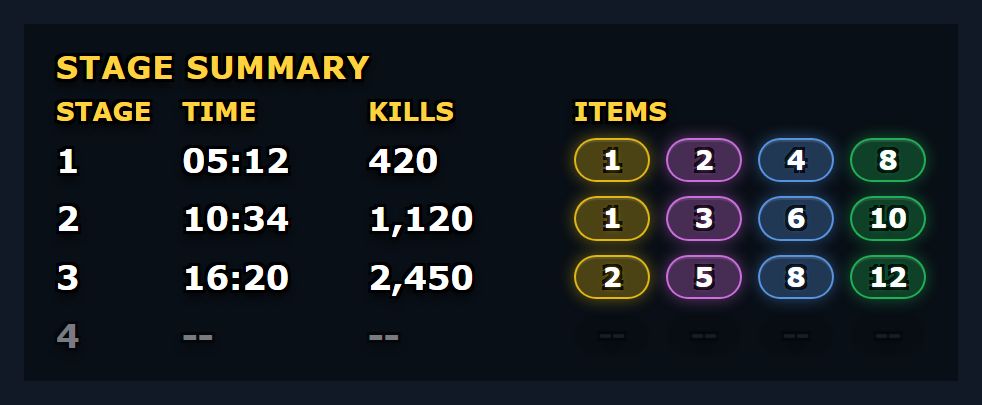 STAGE SUMMARY
STAGE TIME KILLS ITEMS
1 05:12 420 1 2 4 8
2 10:34 1,120 1 3 6 10
3 16:20 2,450 2 5 8 12
4 -- -- -- -- -- --